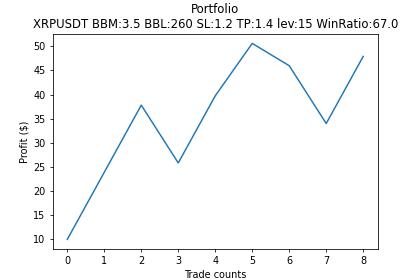 Portfolio
XRPUSDT BBM:3.5 BBL:260 SL:1.2 TP:1.4 lev:15 WinRatio:67.0
50
45
40
35
30
25
20
15
10
Profit ($)
0 1 2 3 4 5 6 7 8
Trade counts